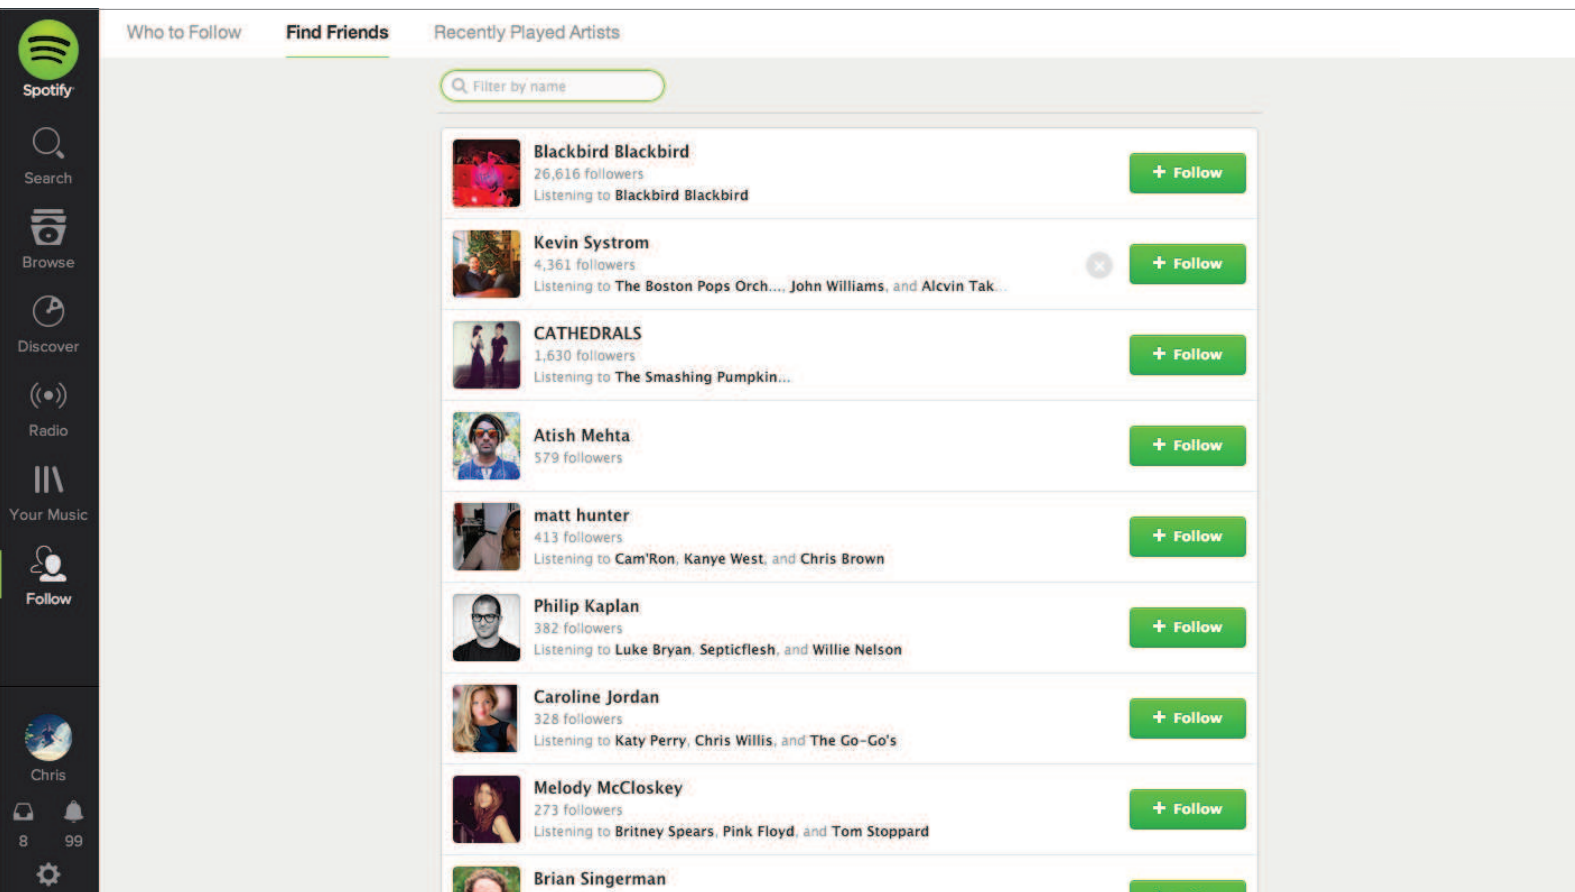 Spotify
Search
Browse
Discover
Radio
Your Music
Follow
Chris
8 99
Who to Follow Find Friends Recently Played Artists
Filter by name
Blackbird Blackbird
26,616 followers
Listening to Blackbird Blackbird
+ Follow
Kevin Systrom
4,361 followers
Listening to The Boston Pops Orch..., John Williams, and Alcvin Tak...
+ Follow
CATHEDRALS
1,630 followers
Listening to The Smashing Pumpkin...
+ Follow
Atish Mehta
579 followers
+ Follow
matt hunter
413 followers
Listening to Cam'Ron, Kanye West, and Chris Brown
+ Follow
Philip Kaplan
382 followers
Listening to Luke Bryan, Septicflesh, and Willie Nelson
+ Follow
Caroline Jordan
328 followers
Listening to Katy Perry, Chris Willis, and The Go-Go's
+ Follow
Melody McCloskey
273 followers
Listening to Britney Spears, Pink Floyd, and Tom Stoppard
+ Follow
Brian Singerman